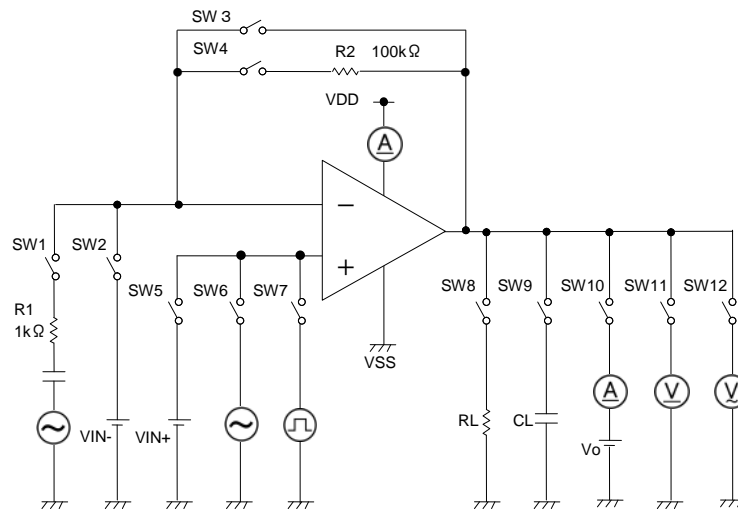 SW 3
SW4
R2 100kΩ
VDD
A
SW1
SW2
−
+
SW5
SW6
SW7
SW8
SW9
SW10
SW11
SW12
R1
1kΩ
VSS
A
V
V
VIN-
VIN+
RL
CL
Vo